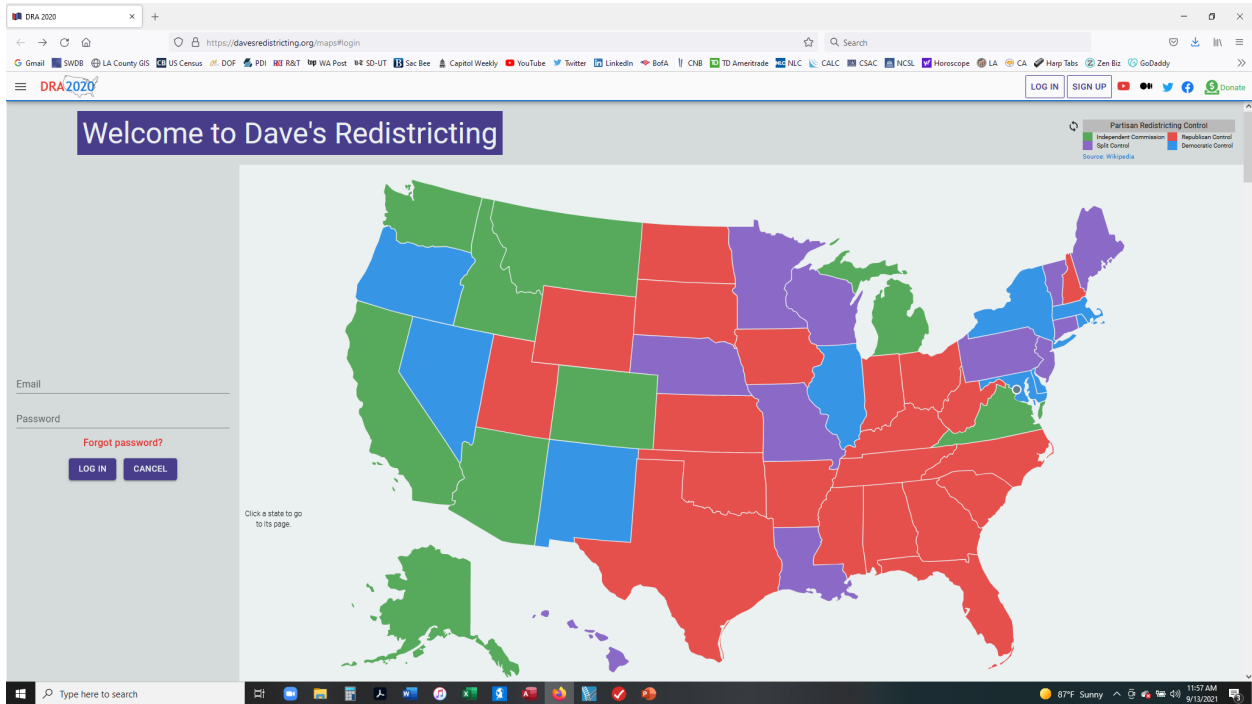 DRA 2020
https://davesredistricting.org/maps#login
Search
Gmail SWDB LA County GIS US Census DOF PDI R&T WA Post SD-UT Sac Bee Capitol Weekly YouTube Twitter LinkedIn BofA CNB TD Ameritrade NLC CALC CSAC NCSL Horoscope LA CA Harp Tabs Zen Biz GoDaddy
DRA2020
LOG IN SIGN UP Donate
Welcome to Dave's Redistricting
Partisan Redistricting Control
Independent Commission Republican Control
Split Control Democratic Control
Source: Wikipedia
Email
Password
Forgot password?
LOG IN CANCEL
Click a state to go
to its page.
Type here to search
87°F Sunny
11:57 AM
9/13/2021